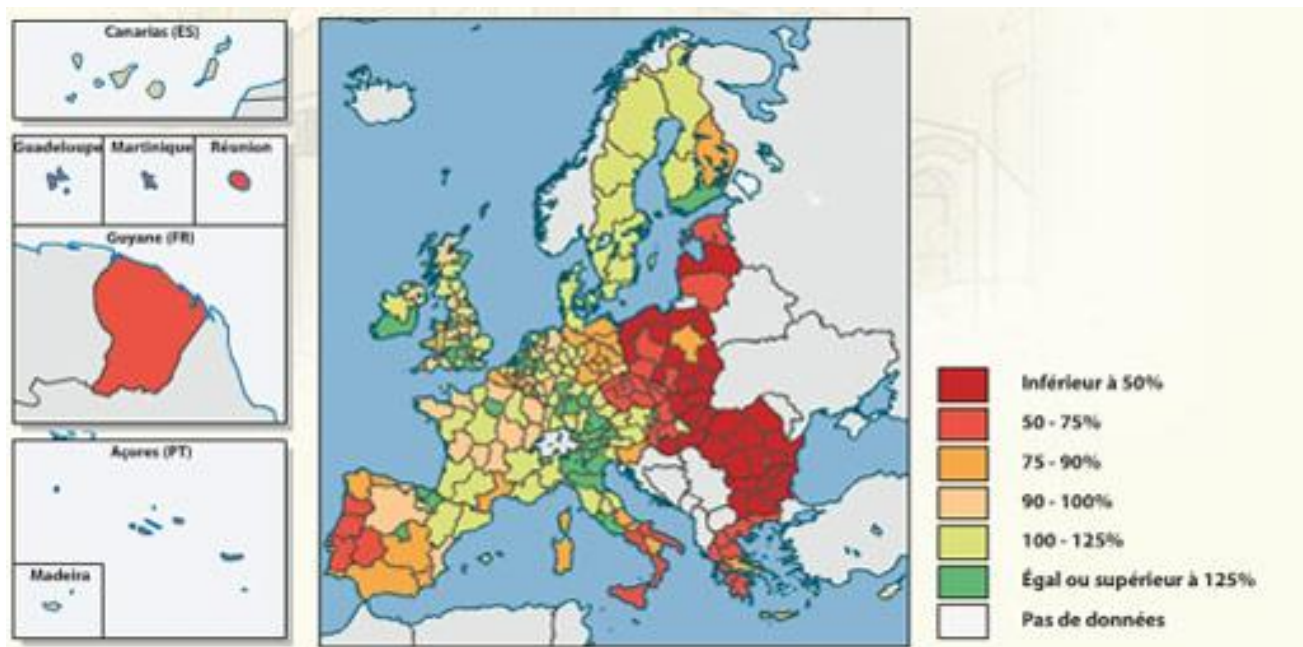 Canarias (ES)
Guadeloupe
Martinique
Réunion
Guyane (FR)
Açores (PT)
Madeira
Inférieur à 50%
50 - 75%
75 - 90%
90 - 100%
100 - 125%
Égal ou supérieur à 125%
Pas de données